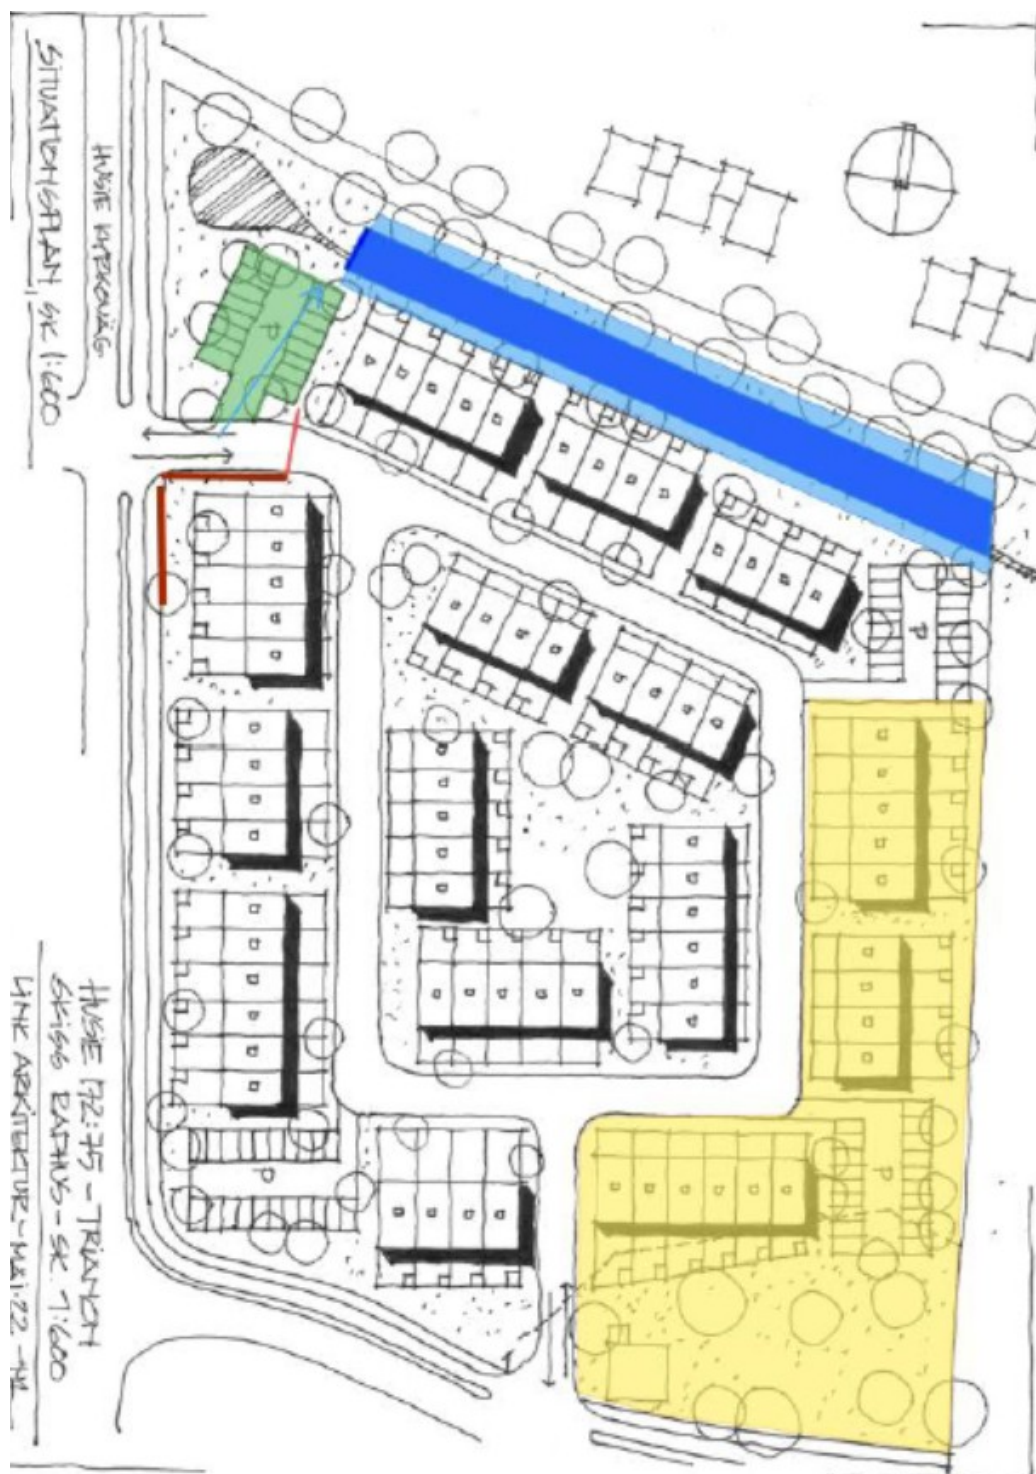 HUSIE KYRKOVÄG
SITUATIONSPLAN, SK 1:600
P
P
P
P
HUSIE 172:75 - TRIANON
SKISS RADHUS - SK. 1:600
LINK ARKITEKTUR - MAJ. 22 -